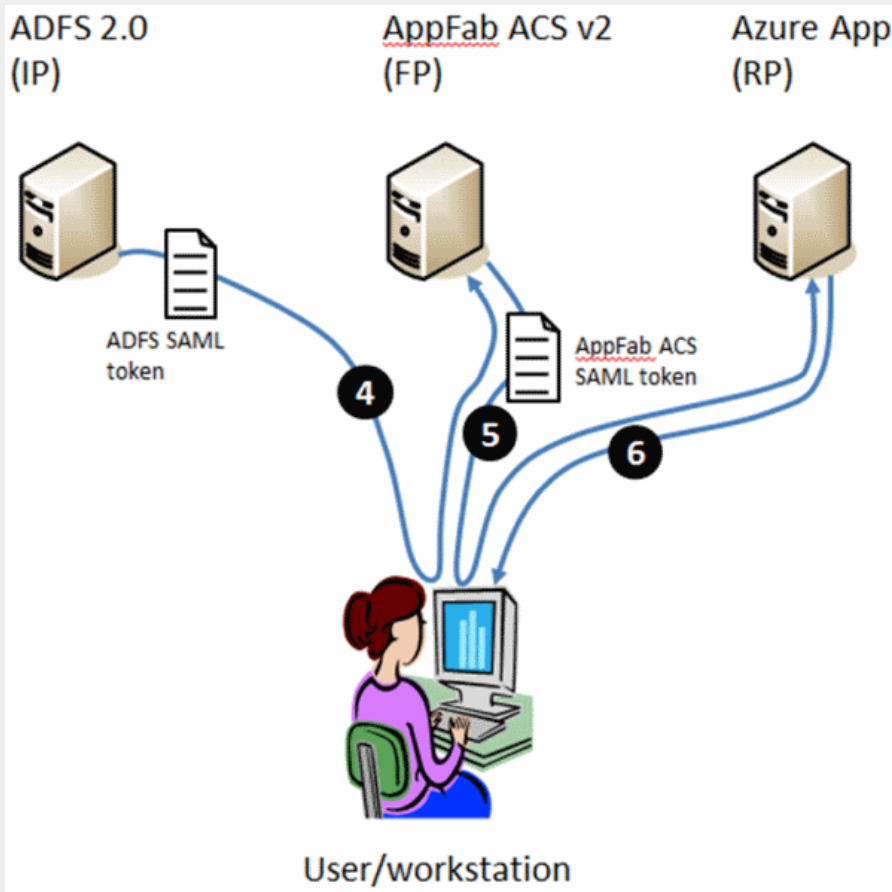 ADFS 2.0
(IP)
AppFab ACS v2
(FP)
Azure App
(RP)
ADFS SAML
token
AppFab ACS
SAML token
4
5
6
User/workstation